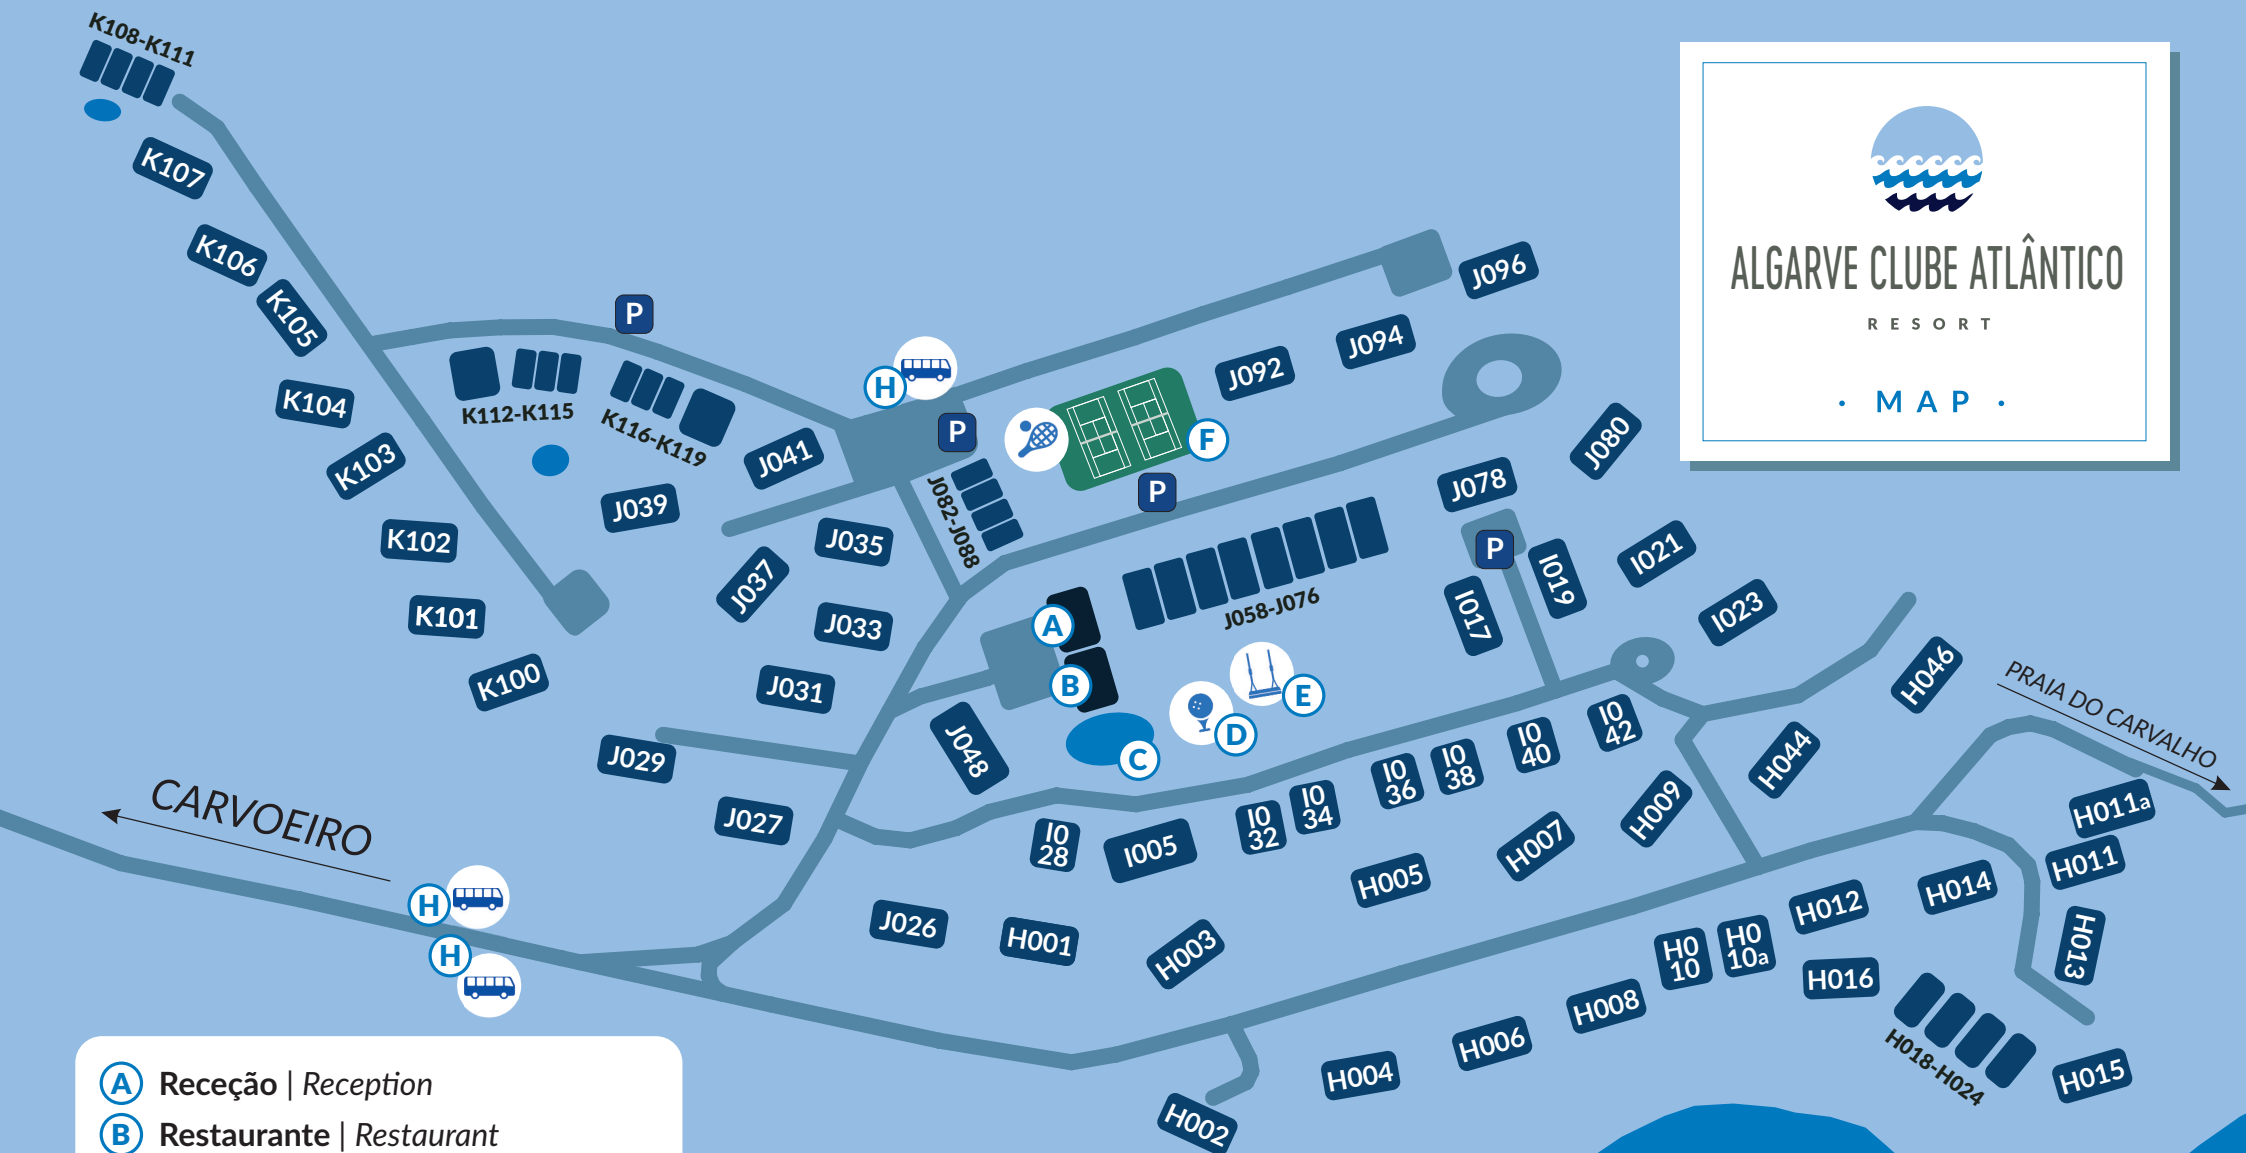 K108-K111
K107
K106
K105
K104
K103
K102
K101
K100
P
K112-K115
K116-K119
J041
J039
J037
J035
J033
J031
J029
J027
H
P
J082-J088
F
P
J092
J094
J096
J080
J078
P
J058-J076
A
B
C
D
E
J048
I017
I019
I021
I023
H046
PRAIA DO CARVALHO
H044
I0
42
I0
40
I0
38
I0
36
I0
34
I0
32
I005
I0
28
H009
H007
H005
H003
H001
J026
H011a
H011
H014
H012
H013
H0
10a
H0
10
H016
H008
H006
H004
H002
H018-H024
H015
CARVOEIRO
H
H
ALGARVE CLUBE ATLÂNTICO
RESORT
· MAP ·
A Receção | Reception
B Restaurante | Restaurant